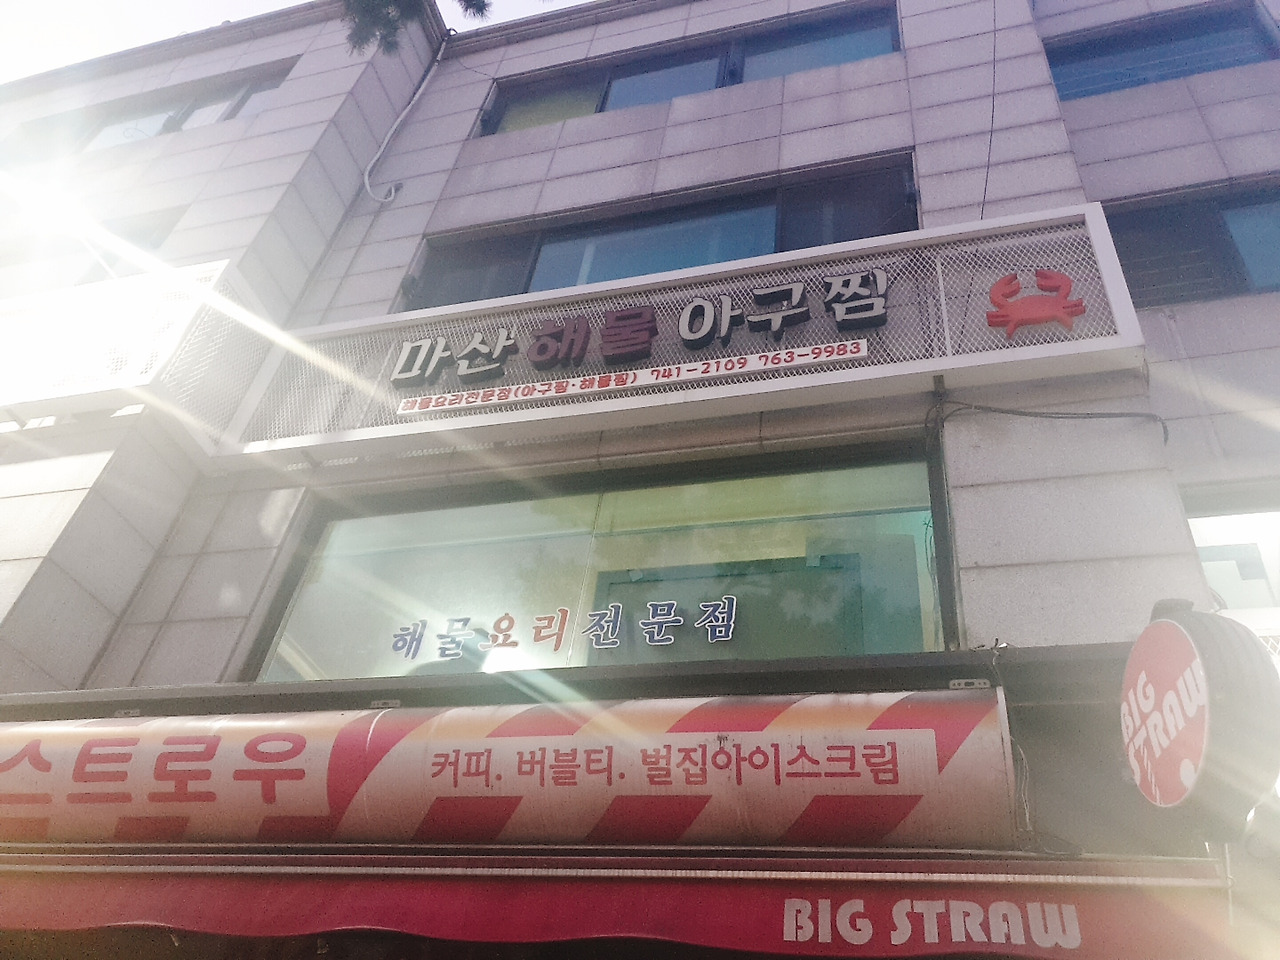 마산 해물 아구찜
해물요리전문점(아구찜·해물찜) 741-2109 763-9983
해물요리전문점
스트로우
커피. 버블티. 벌집아이스크림
BIG
STRAW
BIG STRAW